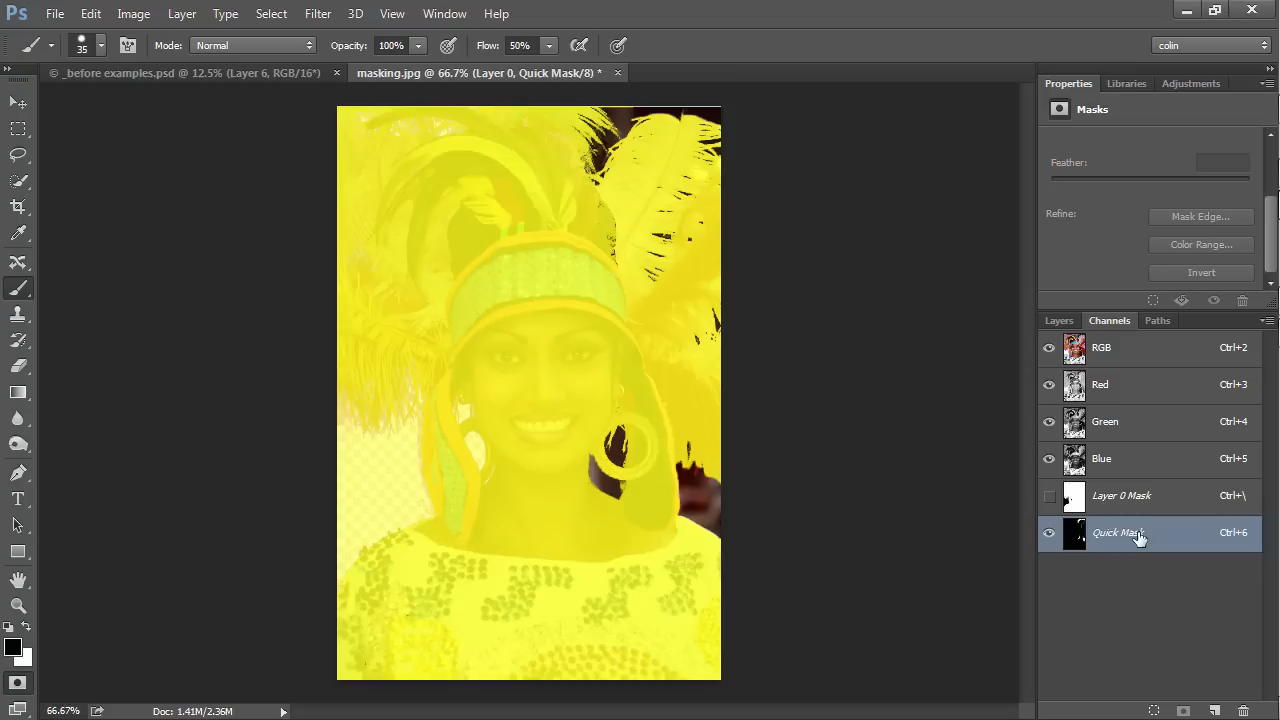 Ps File Edit Image Layer Type Select Filter 3D View Window Help
35 Mode: Normal Opacity: 100% Flow: 50% colin
© _before examples.psd @ 12.5% (Layer 6, RGB/16*) × masking.jpg @ 66.7% (Layer 0, Quick Mask/8) * ×
Properties Libraries Adjustments
Masks
Feather:
Refine: Mask Edge...
Color Range...
Invert
Layers Channels Paths
RGB Ctrl+2
Red Ctrl+3
Green Ctrl+4
Blue Ctrl+5
Layer 0 Mask Ctrl+\
Quick Mask Ctrl+6
66.67% Doc: 1.41M/2.36M